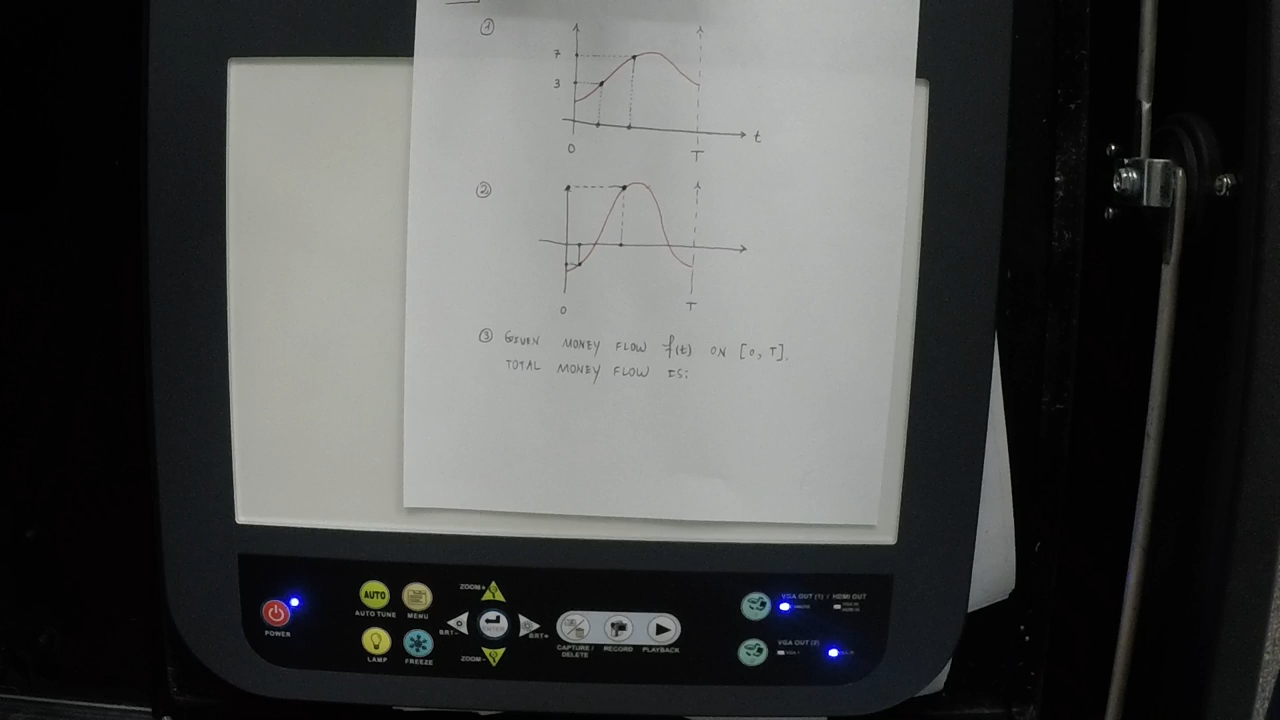 1
7
3
t
0
T
2
0
T
3 GIVEN MONEY FLOW f(t) ON [0, T],
TOTAL MONEY FLOW IS:
ZOOM+
AUTO
AUTO TUNE
MENU
POWER
BRT-
BRT+
LAMP
FREEZE
ZOOM-
CAPTURE / DELETE
RECORD
PLAYBACK
VGA OUT (1) / HDMI OUT
VGA OUT (2)